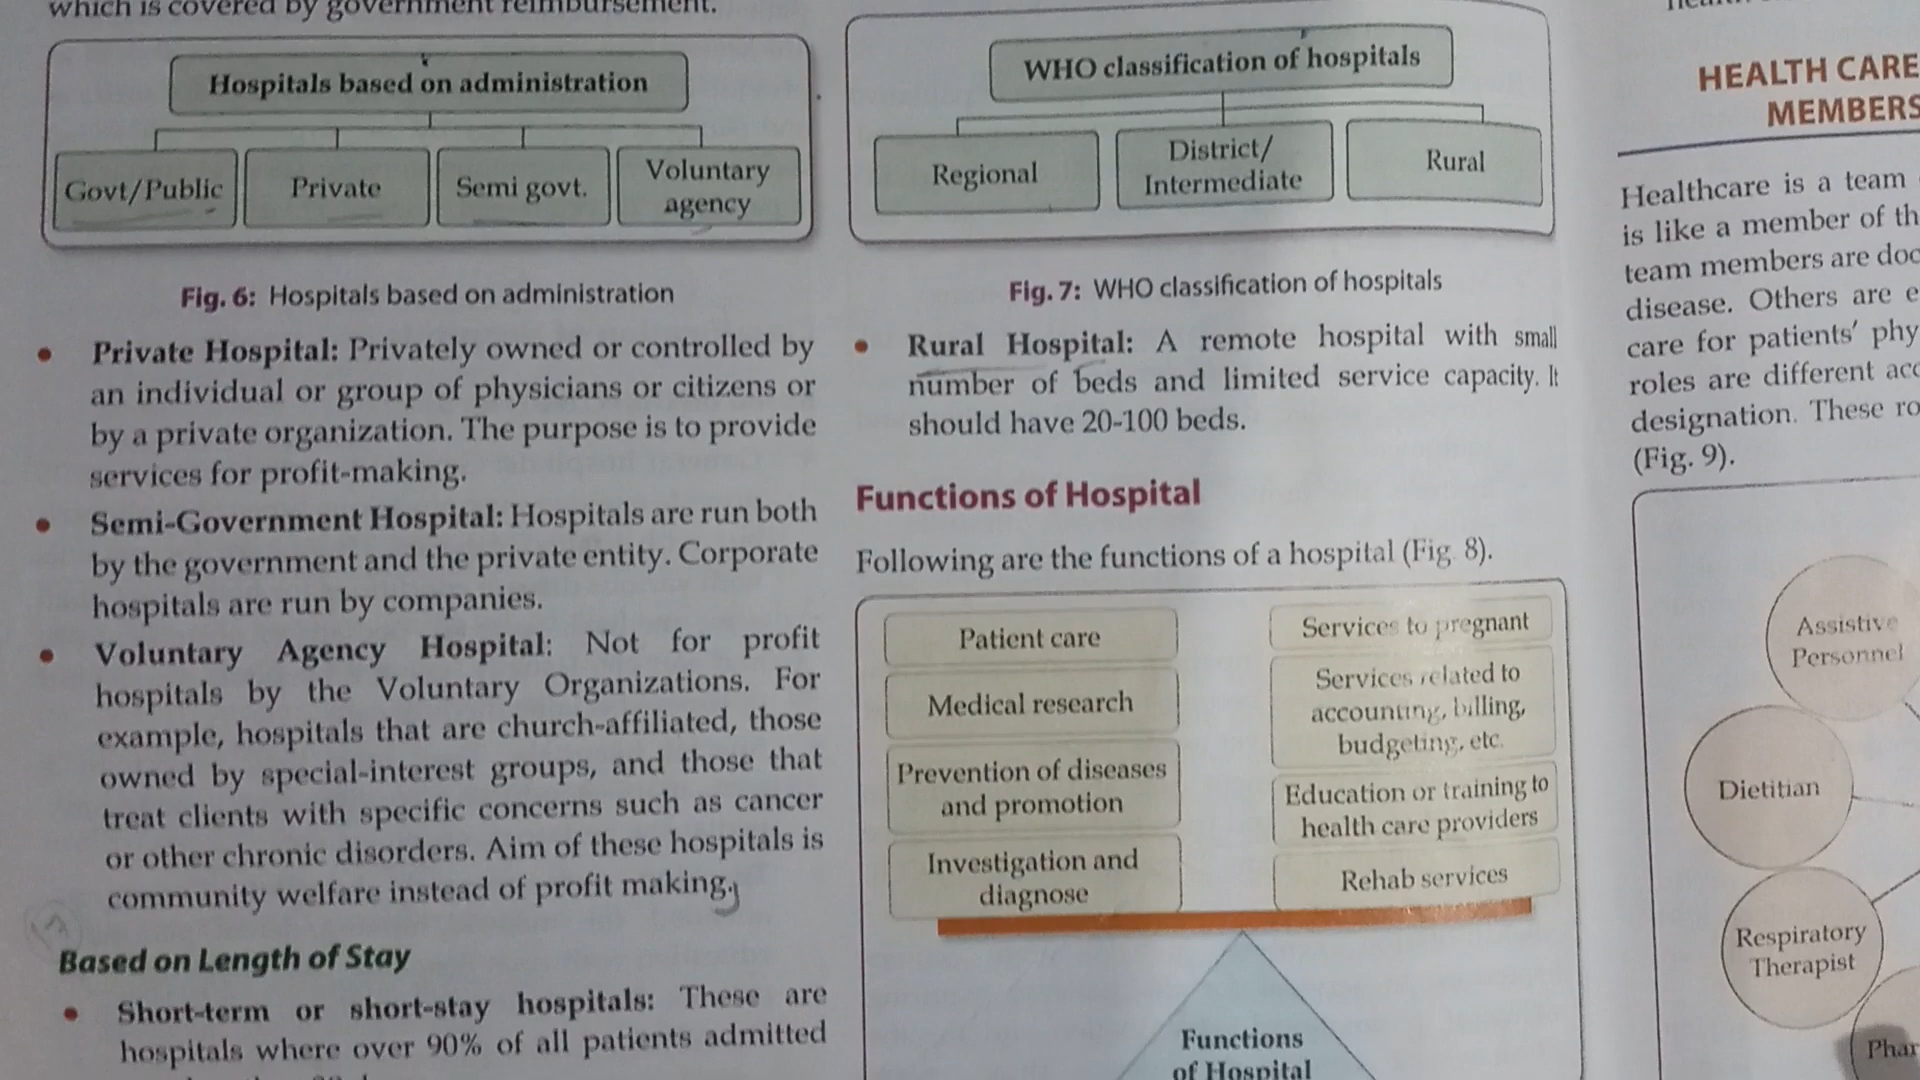 which is covered by government reimbursement.
Hospitals based on administration
Govt/Public
Private
Semi govt.
Voluntary
agency
Fig. 6: Hospitals based on administration
• Private Hospital: Privately owned or controlled by
an individual or group of physicians or citizens or
by a private organization. The purpose is to provide
services for profit-making.
• Semi-Government Hospital: Hospitals are run both
by the government and the private entity. Corporate
hospitals are run by companies.
• Voluntary Agency Hospital: Not for profit
hospitals by the Voluntary Organizations. For
example, hospitals that are church-affiliated, those
owned by special-interest groups, and those that
treat clients with specific concerns such as cancer
or other chronic disorders. Aim of these hospitals is
community welfare instead of profit making.
Based on Length of Stay
• Short-term or short-stay hospitals: These are
hospitals where over 90% of all patients admitted
WHO classification of hospitals
Regional
District/
Intermediate
Rural
Fig. 7: WHO classification of hospitals
• Rural Hospital: A remote hospital with small
number of beds and limited service capacity. It
should have 20-100 beds.
Functions of Hospital
Following are the functions of a hospital (Fig. 8).
Patient care
Medical research
Prevention of diseases
and promotion
Investigation and
diagnose
Services to pregnant
Services related to
accounting, billing,
budgeting, etc.
Education or training to
health care providers
Rehab services
Functions
of Hospital
HEALTH CARE
MEMBERS
Healthcare is a team
is like a member of th
team members are doc
disease. Others are e
care for patients' phy
roles are different acc
designation. These ro
(Fig. 9).
Assistive
Personnel
Dietitian
Respiratory
Therapist
Phar